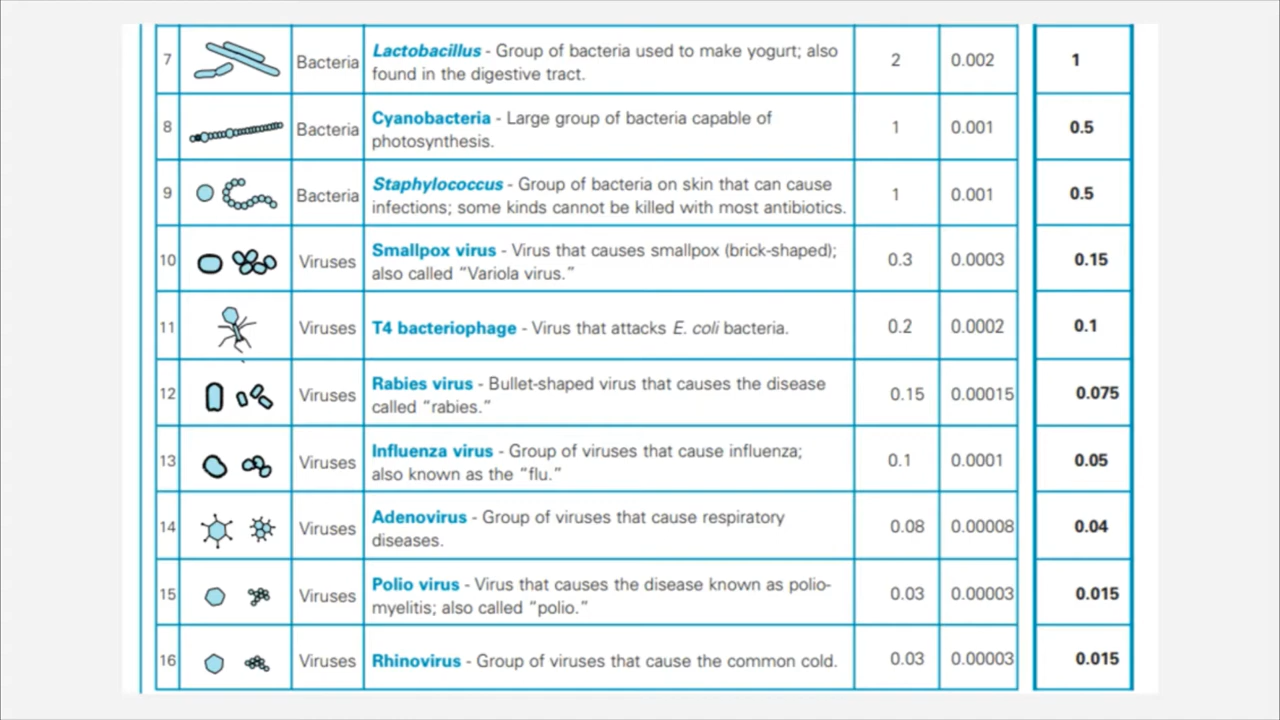 7 Bacteria Lactobacillus - Group of bacteria used to make yogurt; also 2 0.002 1
found in the digestive tract.
8 Bacteria Cyanobacteria - Large group of bacteria capable of 1 0.001 0.5
photosynthesis.
9 Bacteria Staphylococcus - Group of bacteria on skin that can cause 1 0.001 0.5
infections; some kinds cannot be killed with most antibiotics.
10 Viruses Smallpox virus - Virus that causes smallpox (brick-shaped); 0.3 0.0003 0.15
also called “Variola virus.”
11 Viruses T4 bacteriophage - Virus that attacks E. coli bacteria. 0.2 0.0002 0.1
12 Viruses Rabies virus - Bullet-shaped virus that causes the disease 0.15 0.00015 0.075
called “rabies.”
13 Viruses Influenza virus - Group of viruses that cause influenza; 0.1 0.0001 0.05
also known as the “flu.”
14 Viruses Adenovirus - Group of viruses that cause respiratory 0.08 0.00008 0.04
diseases.
15 Viruses Polio virus - Virus that causes the disease known as polio- 0.03 0.00003 0.015
myelitis; also called “polio.”
16 Viruses Rhinovirus - Group of viruses that cause the common cold. 0.03 0.00003 0.015